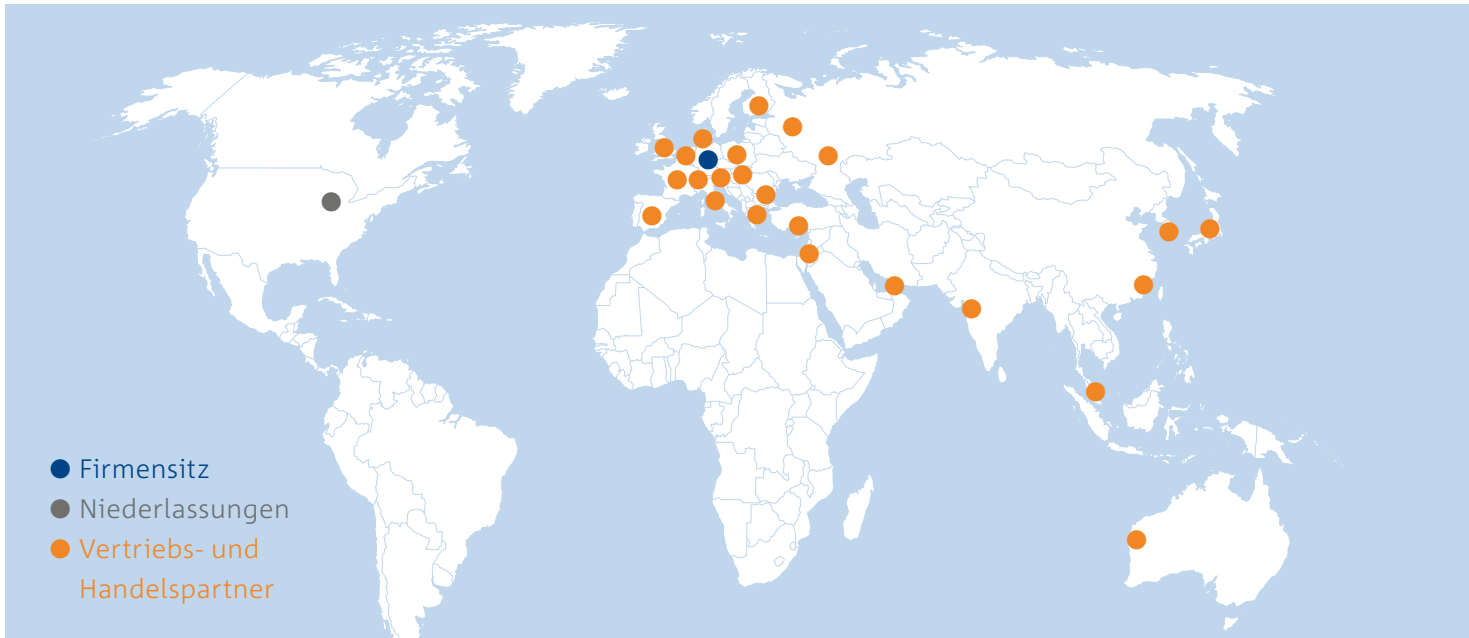 Firmensitz
Niederlassungen
Vertriebs- und
Handelspartner